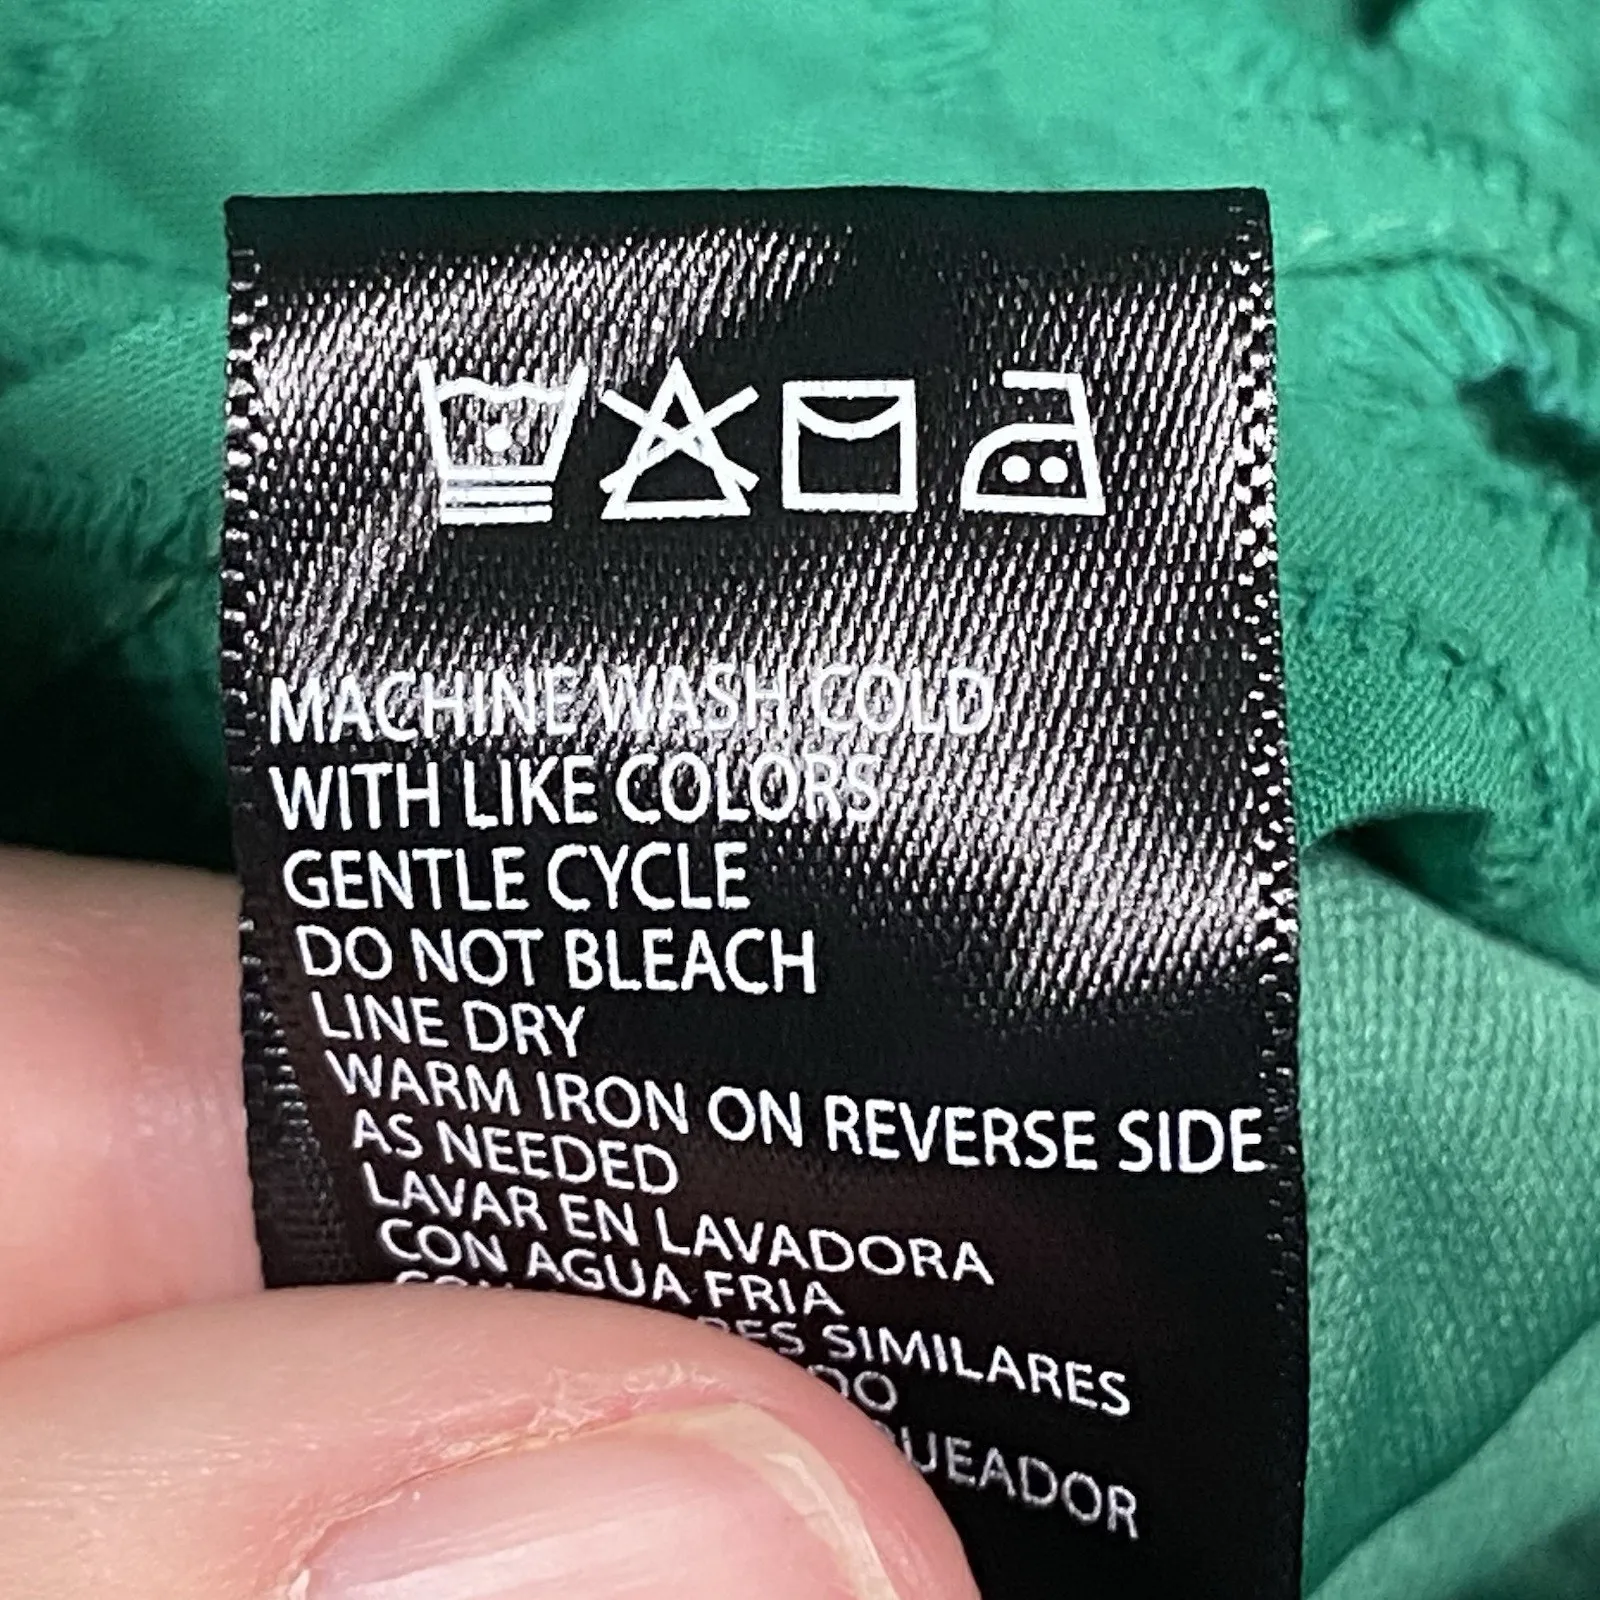 MACHINE WASH COLD
WITH LIKE COLORS
GENTLE CYCLE
DO NOT BLEACH
LINE DRY
WARM IRON ON REVERSE SIDE
AS NEEDED
LAVAR EN LAVADORA
CON AGUA FRIA
SIMILARES